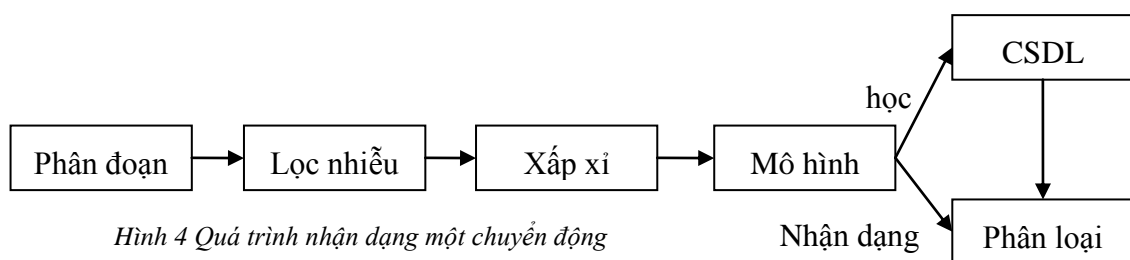 CSDL
học
Phân đoạn
Lọc nhiễu
Xấp xỉ
Mô hình
Hình 4 Quá trình nhận dạng một chuyển động
Nhận dạng
Phân loại